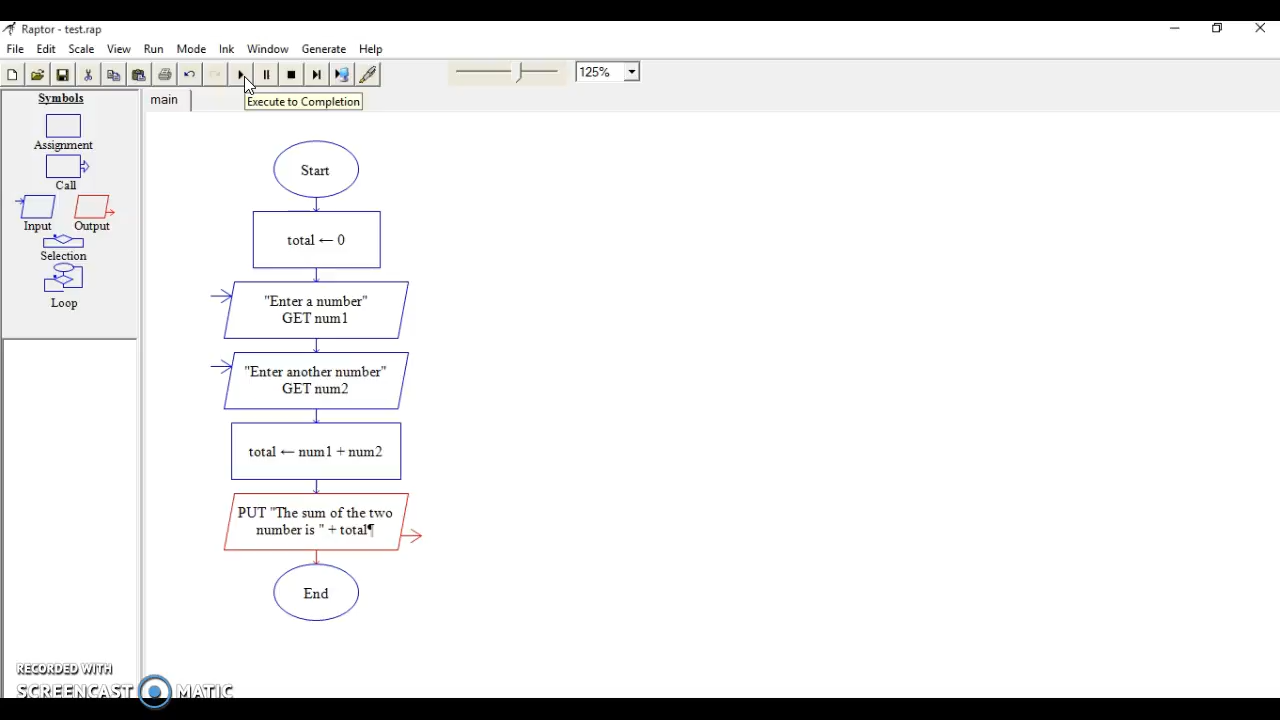 Raptor - test.rap
File Edit Scale View Run Mode Ink Window Generate Help
125%
Symbols
main
Execute to Completion
Assignment
Call
Input Output
Selection
Loop
Start
total ← 0
"Enter a number"
GET num1
"Enter another number"
GET num2
total ← num1 + num2
PUT "The sum of the two
number is " + total¶
End
RECORDED WITH
SCREENCAST MATIC